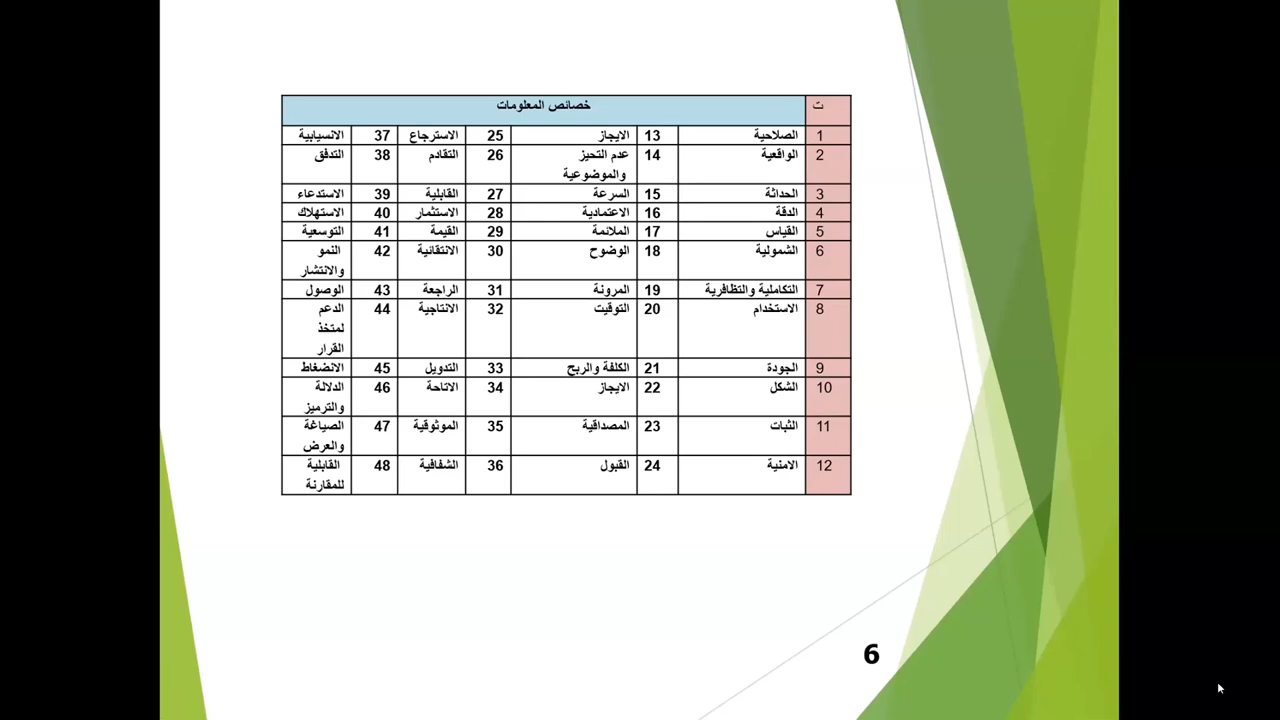 ت خصائص المعلومات
1 الصلاحية 13 الايجاز 25 الاسترجاع 37 الانسيابية
2 الواقعية 14 عدم التحيز 26 التقادم 38 التدفق
والموضوعية
3 الحداثة 15 السرعة 27 القابلية 39 الاستدعاء
4 الدقة 16 الاعتمادية 28 الاستثمار 40 الاستهلاك
5 القياس 17 الملائمة 29 القيمة 41 التوسعية
6 الشمولية 18 الوضوح 30 الانتقائية 42 النمو
والانتشار
7 التكاملية والتظافرية 19 المرونة 31 الراجعة 43 الوصول
8 الاستخدام 20 التوقيت 32 الانتاجية 44 الدعم
لمتخذ
القرار
9 الجودة 21 الكلفة والربح 33 التدويل 45 الانضغاط
10 الشكل 22 الايجاز 34 الاتاحة 46 الدلالة
والترميز
11 الثبات 23 المصداقية 35 الموثوقية 47 الصياغة
والعرض
12 الامنية 24 القبول 36 الشفافية 48 القابلية
للمقارنة
6